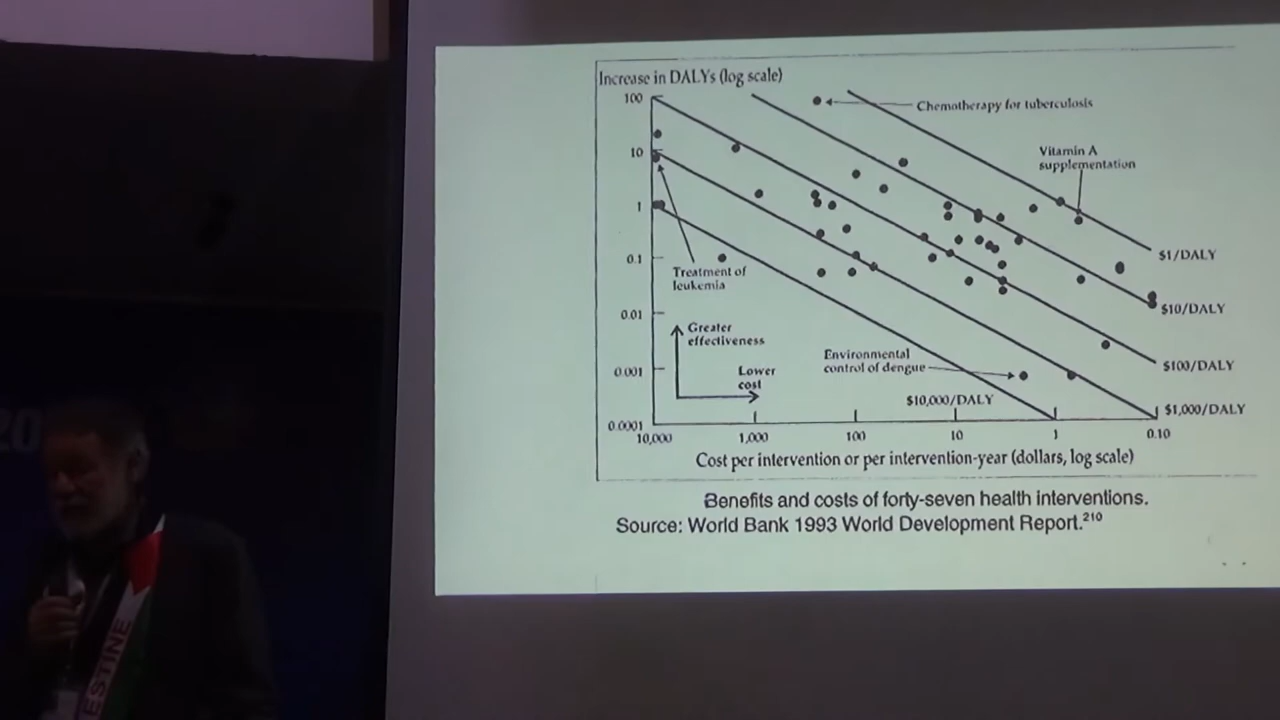 Increase in DALYs (log scale)
100
10
1
0.1
0.01
0.001
0.0001
10,000
1,000
100
10
1
0.10
Cost per intervention or per intervention-year (dollars, log scale)
Chemotherapy for tuberculosis
Vitamin A
supplementation
Treatment of
leukemia
Greater
effectiveness
Lower
cost
Environmental
control of dengue
$1/DALY
$10/DALY
$100/DALY
$1,000/DALY
$10,000/DALY
Benefits and costs of forty-seven health interventions.
Source: World Bank 1993 World Development Report.210
20
ESTINE